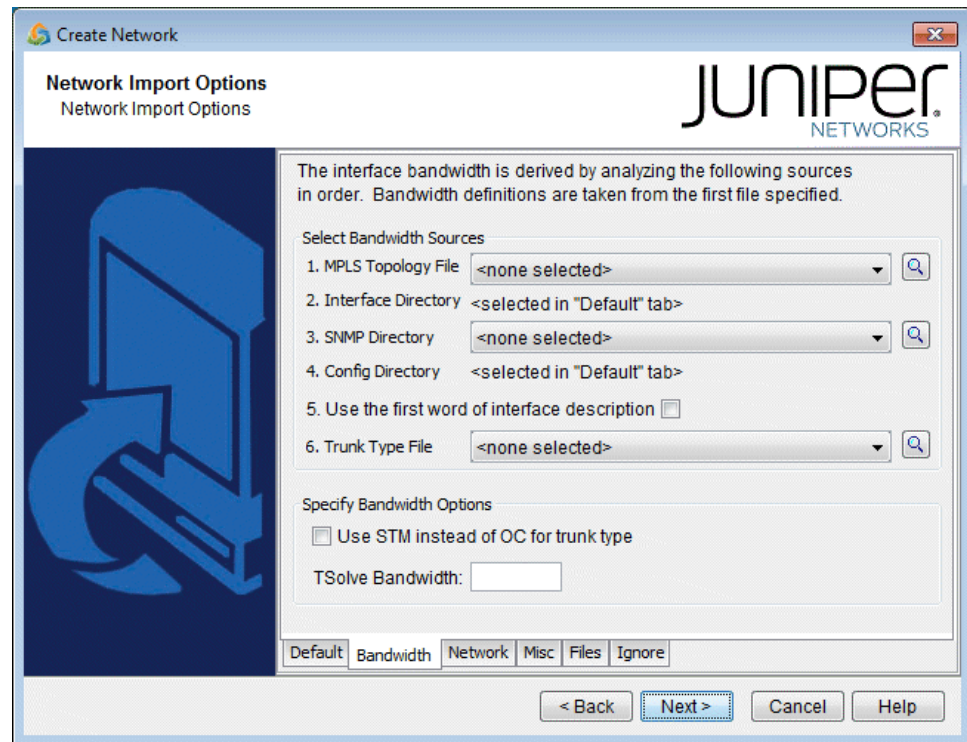 Create Network
Network Import Options
Network Import Options
JUNIPER
NETWORKS
The interface bandwidth is derived by analyzing the following sources
in order. Bandwidth definitions are taken from the first file specified.
Select Bandwidth Sources
1. MPLS Topology File <none selected>
2. Interface Directory <selected in "Default" tab>
3. SNMP Directory <none selected>
4. Config Directory <selected in "Default" tab>
5. Use the first word of interface description
6. Trunk Type File <none selected>
Specify Bandwidth Options
Use STM instead of OC for trunk type
TSolve Bandwidth:
Default Bandwidth Network Misc Files Ignore
< Back Next > Cancel Help